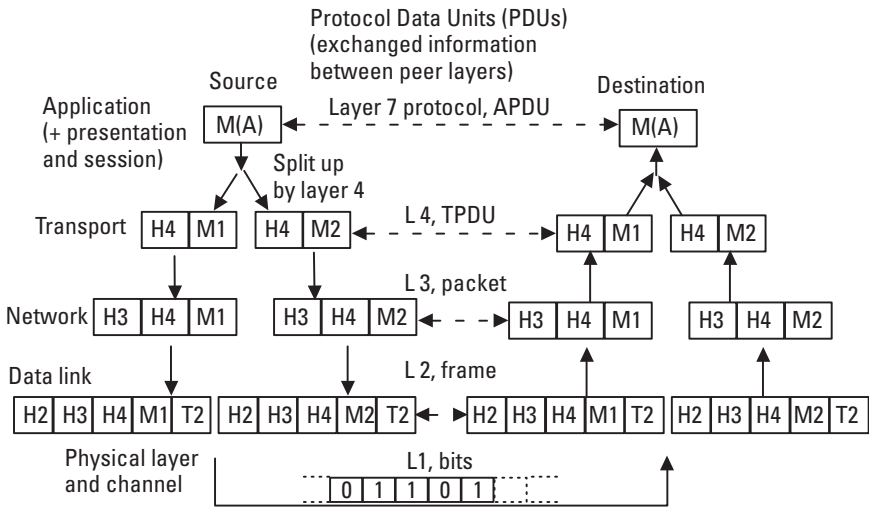 Protocol Data Units (PDUs)
(exchanged information
between peer layers)
Source
Destination
Application
(+ presentation
and session)
M(A)
Layer 7 protocol, APDU
M(A)
Split up
by layer 4
Transport
H4 M1
H4 M2
L 4, TPDU
H4 M1
H4 M2
L 3, packet
Network
H3 H4 M1
H3 H4 M2
H3 H4 M1
H3 H4 M2
Data link
L 2, frame
H2 H3 H4 M1 T2
H2 H3 H4 M2 T2
H2 H3 H4 M1 T2
H2 H3 H4 M2 T2
Physical layer
and channel
L1, bits
0 1 1 0 1